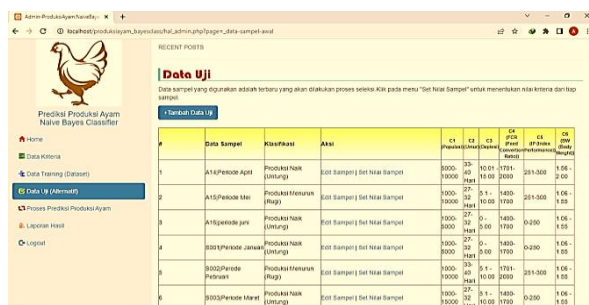 Admin-ProduksiAyamNaiveBay
localhost/produksiayam_bayesclass/hal_admin.php?page=_data-sampel-awal
RECENT POSTS
Prediksi Produksi Ayam
Naive Bayes Classifier
Home
Data Kriteria
Data Training (Dataset)
Data Uji (Alternatif)
Proses Prediksi Produksi Ayam
Laporan Hasil
Logout
Data Uji
Data sampel yang digunakan adalah data terbaru yang akan dilakukan proses seleksi.Klik pada menu "Set Nilai Sampel" untuk menentukan nilai kriteria dari tiap
sampel.
+Tambah Data Uji
# Data Sampel Klasifikasi Aksi C1 (Populasi) C2 (Umur) C3 (Deplesi) C4 (FCR (Feed Convertion Ratio)) C5 (IP (Index Performance)) C6 (BW (Body Weight))
1 A14|Periode April Produksi Naik (Untung) Edit Sampel | Set Nilai Sampel 5000-10000 33-40 Hari 10.01 - 15.00 1701-2000 251-300 1.56 - 2.00
2 A15|Periode Mei Produksi Menurun (Rugi) Edit Sampel | Set Nilai Sampel 5000-10000 27-32 Hari 5.1 - 10.00 1400-1700 251-300 1.06 - 1.55
3 A16|periode juni Produksi Naik (Untung) Edit Sampel | Set Nilai Sampel 1000-5000 27-32 Hari 0 - 5.00 1400-1700 0-250 1.06 - 1.55
4 S001|Periode Januari Produksi Naik (Untung) Edit Sampel | Set Nilai Sampel 1000-5000 27-32 Hari 0 - 5.00 1400-1700 0-250 1.06 - 1.55
5 S002|Perode Pebruari Produksi Menurun (Rugi) Edit Sampel | Set Nilai Sampel 5000-10000 33-40 Hari 5.1 - 10.00 1701-2000 251-300 1.06 - 1.55
6 S003|Periode Maret Produksi Naik (Untung) Edit Sampel | Set Nilai Sampel 27-32 Hari 5.1 - 10.00 1400-1700 0-250 1.06 - 1.55